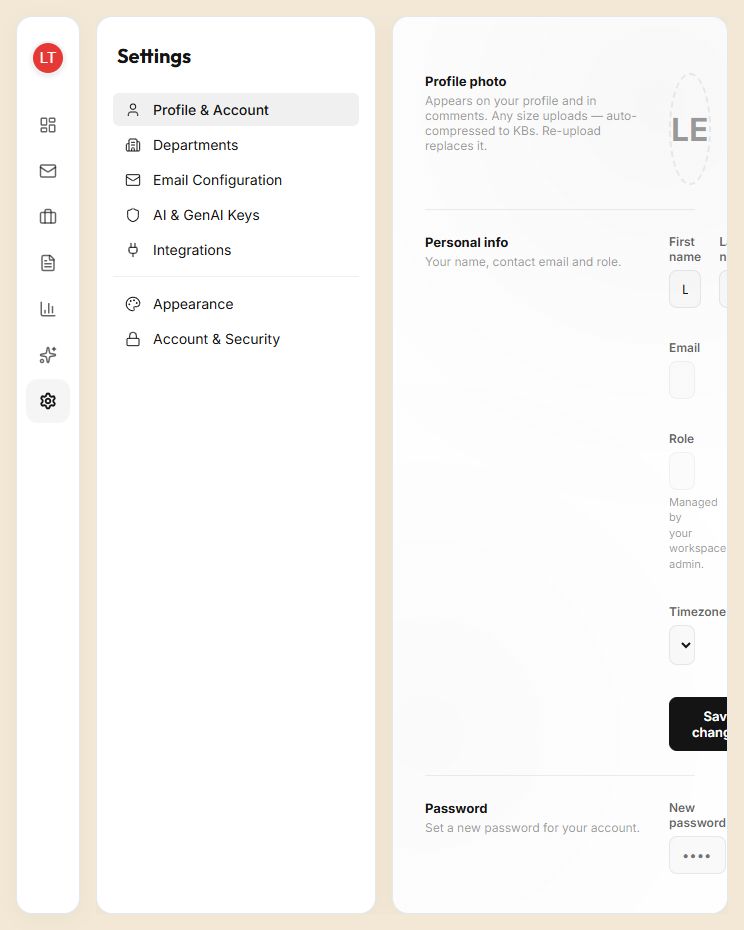 LT
Settings
Profile & Account
Departments
Email Configuration
AI & GenAI Keys
Integrations
Appearance
Account & Security
Profile photo
Appears on your profile and in
comments. Any size uploads — auto-
compressed to KBs. Re-upload
replaces it.
LE
Personal info
Your name, contact email and role.
First
name
L
Email
Role
Managed
by
your
workspace
admin.
Timezone
Sav
chang
Password
Set a new password for your account.
New
password